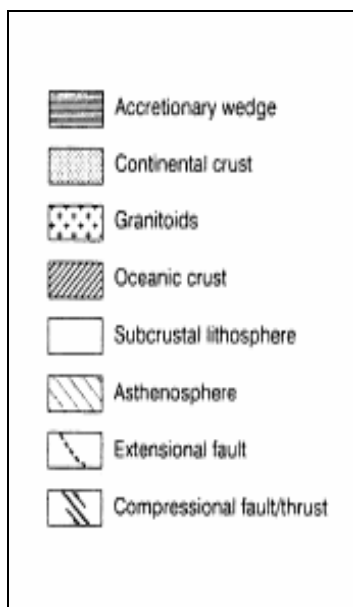 Accretionary wedge
Continental crust
Granitoids
Oceanic crust
Subcrustal lithosphere
Asthenosphere
Extensional fault
Compressional fault/thrust